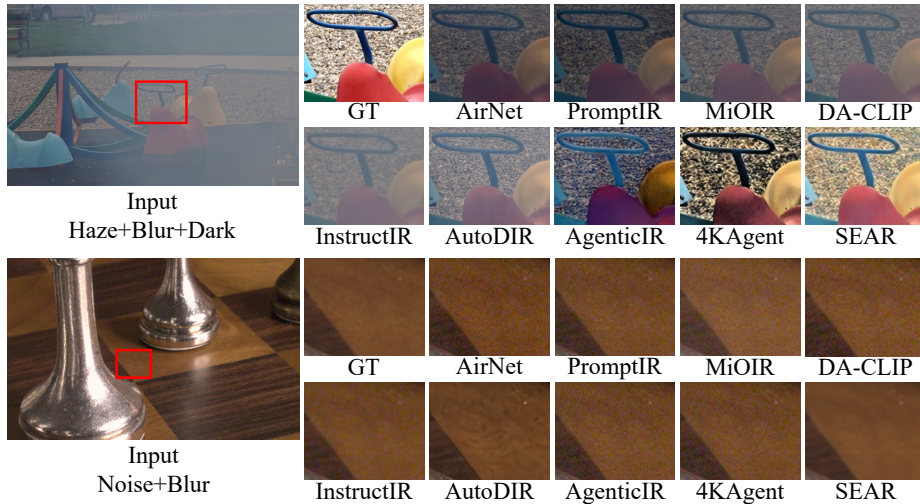 GT AirNet PromptIR MiOIR DA-CLIP
Input
Haze+Blur+Dark
InstructIR AutoDIR AgenticIR 4KAgent SEAR
GT AirNet PromptIR MiOIR DA-CLIP
Input
Noise+Blur
InstructIR AutoDIR AgenticIR 4KAgent SEAR